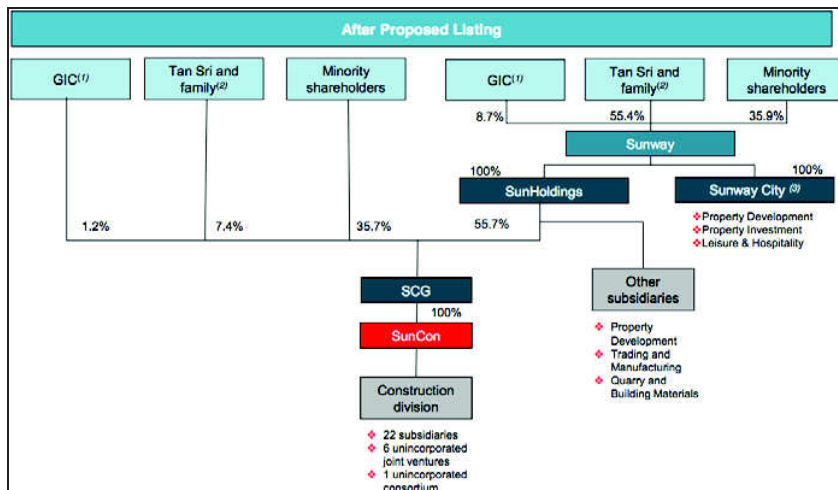 After Proposed Listing
GIC(1)
Tan Sri and
family(2)
Minority
shareholders
GIC(1)
Tan Sri and
family(2)
Minority
shareholders
8.7%
55.4%
35.9%
Sunway
100%
100%
SunHoldings
Sunway City (3)
❖Property Development
❖Property Investment
❖Leisure & Hospitality
1.2%
7.4%
35.7%
55.7%
SCG
100%
SunCon
Other
subsidiaries
❖ Property
Development
❖ Trading and
Manufacturing
❖ Quarry and
Building Materials
Construction
division
❖ 22 subsidiaries
❖ 6 unincorporated
joint ventures
❖ 1 unincorporated
consortium